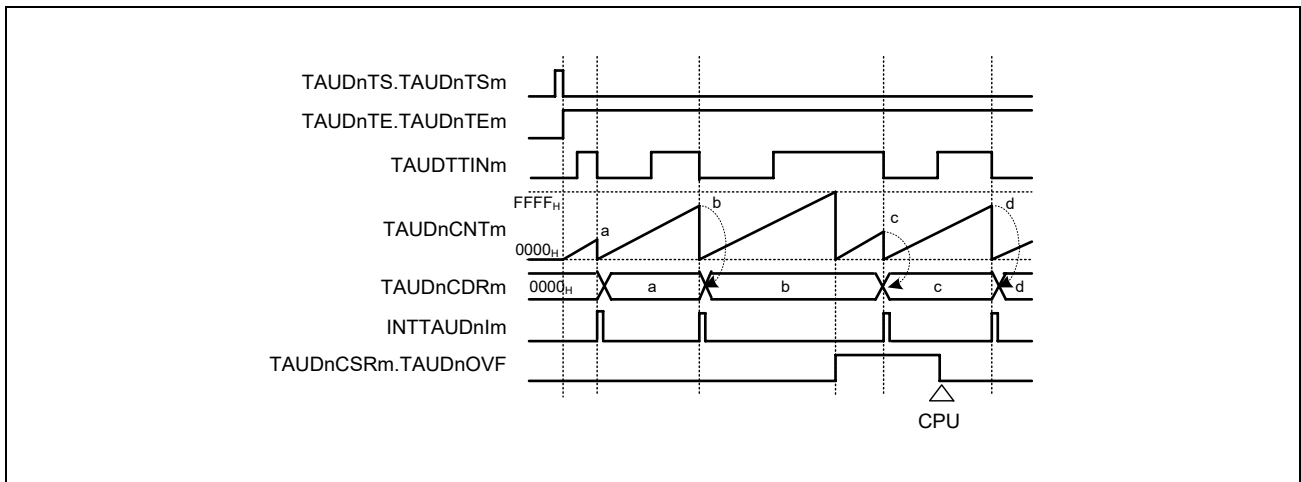 TAUDnTS.TAUDnTSm
TAUDnTE.TAUDnTEm
TAUDTTINm
FFFFH
b
d
c
TAUDnCNTm
a
0000H
TAUDnCDRm
0000H
a
b
c
d
INTTAUDnIm
TAUDnCSRm.TAUDnOVF
CPU